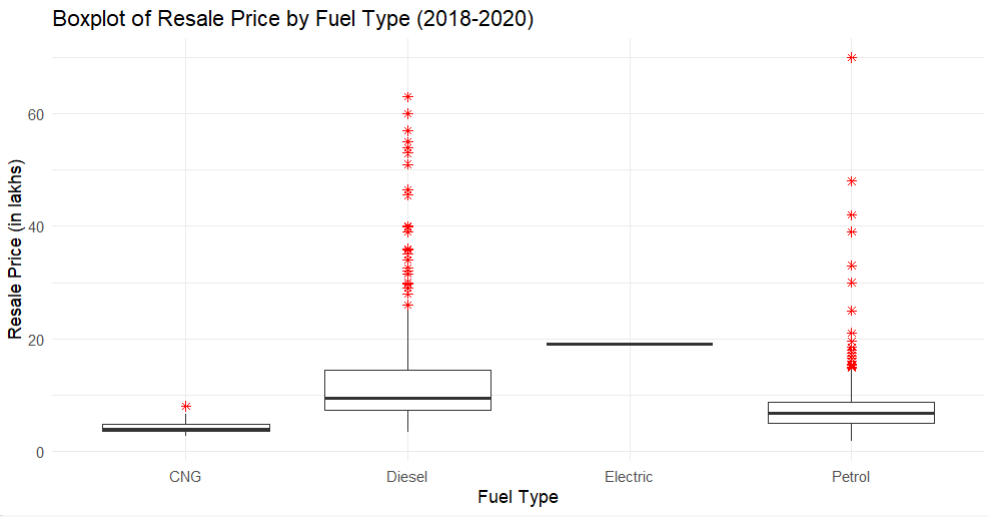 Boxplot of Resale Price by Fuel Type (2018-2020)
Resale Price (in lakhs)
60
40
20
0
CNG Diesel Electric Petrol
Fuel Type